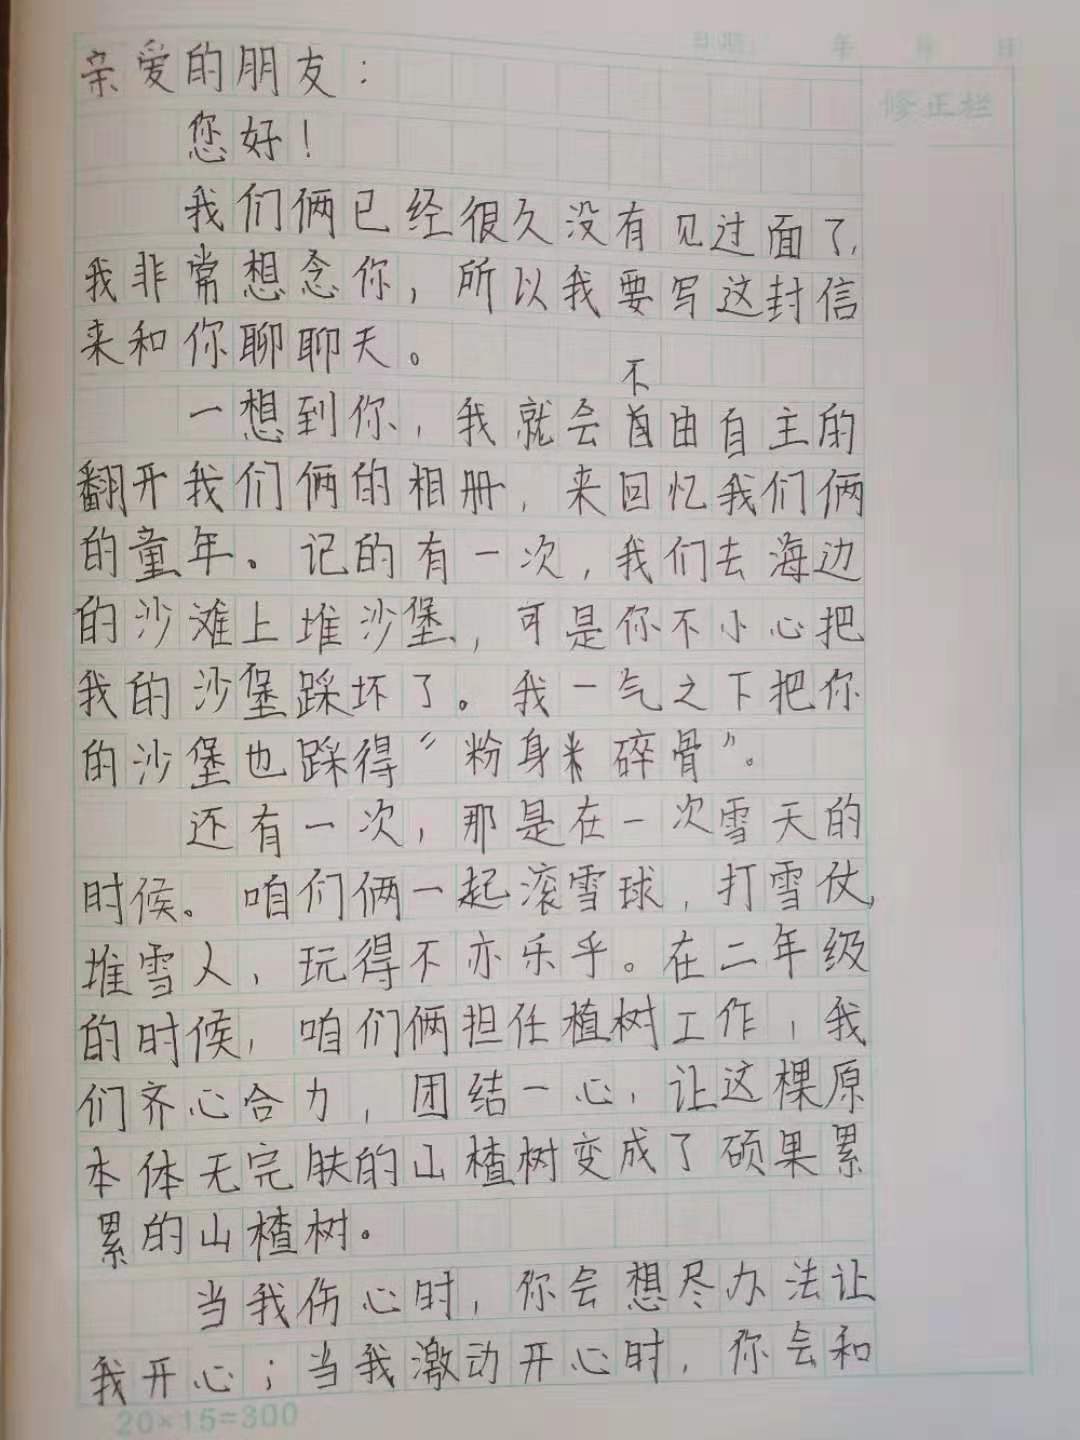 日期： 年 月 日
修正栏
亲爱的朋友：
您好！
我们俩已经很久没有见过面了，
我非常想念你，所以我要写这封信
来和你聊聊天。
不
一想到你，我就会自由自主的
翻开我们俩的相册，来回忆我们俩
的童年。记的有一次，我们去海边
的沙滩上堆沙堡，可是你不小心把
我的沙堡踩坏了。我一气之下把你
的沙堡也踩得“粉身碎骨”。
还有一次，那是在一次雪天的
时候。咱们俩一起滚雪球，打雪仗，
堆雪人，玩得不亦乐乎。在二年级
的时候，咱们俩担任植树工作，我
们齐心合力，团结一心，让这棵原
本体无完肤的山楂树变成了硕果累
累的山楂树。
当我伤心时，你会想尽办法让
我开心；当我激动开心时，你会和
20×15=300